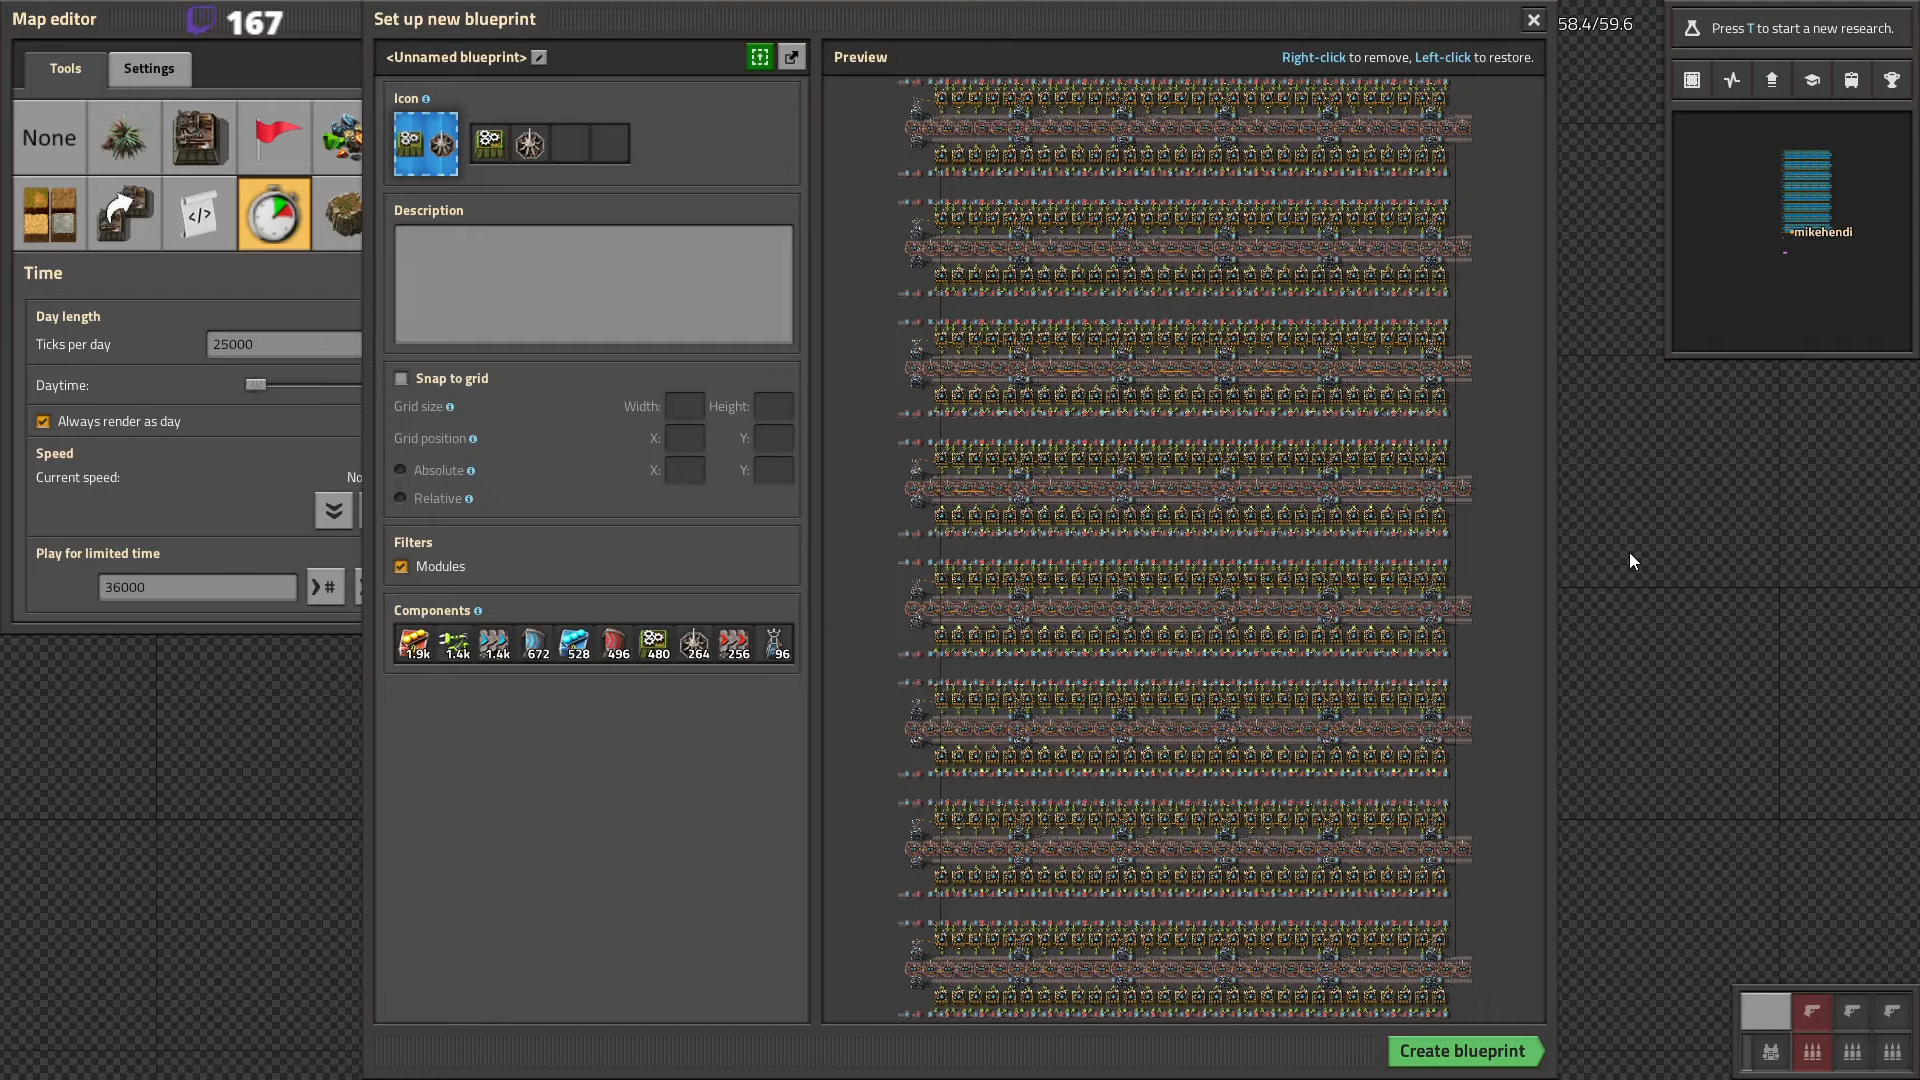 Map editor
167
Tools
Settings
None
Time
Day length
Ticks per day
25000
Daytime:
Always render as day
Speed
Current speed:
No
Play for limited time
36000
#
Set up new blueprint
<Unnamed blueprint>
Icon
Description
Snap to grid
Grid size
Width:
Height:
Grid position
X:
Y:
Absolute
X:
Y:
Relative
Filters
Modules
Components
1.9k 1.4k 1.4k 672 528 496 480 264 256 96
Preview
Right-click to remove, Left-click to restore.
Create blueprint
58.4/59.6
Press T to start a new research.
mikehendi